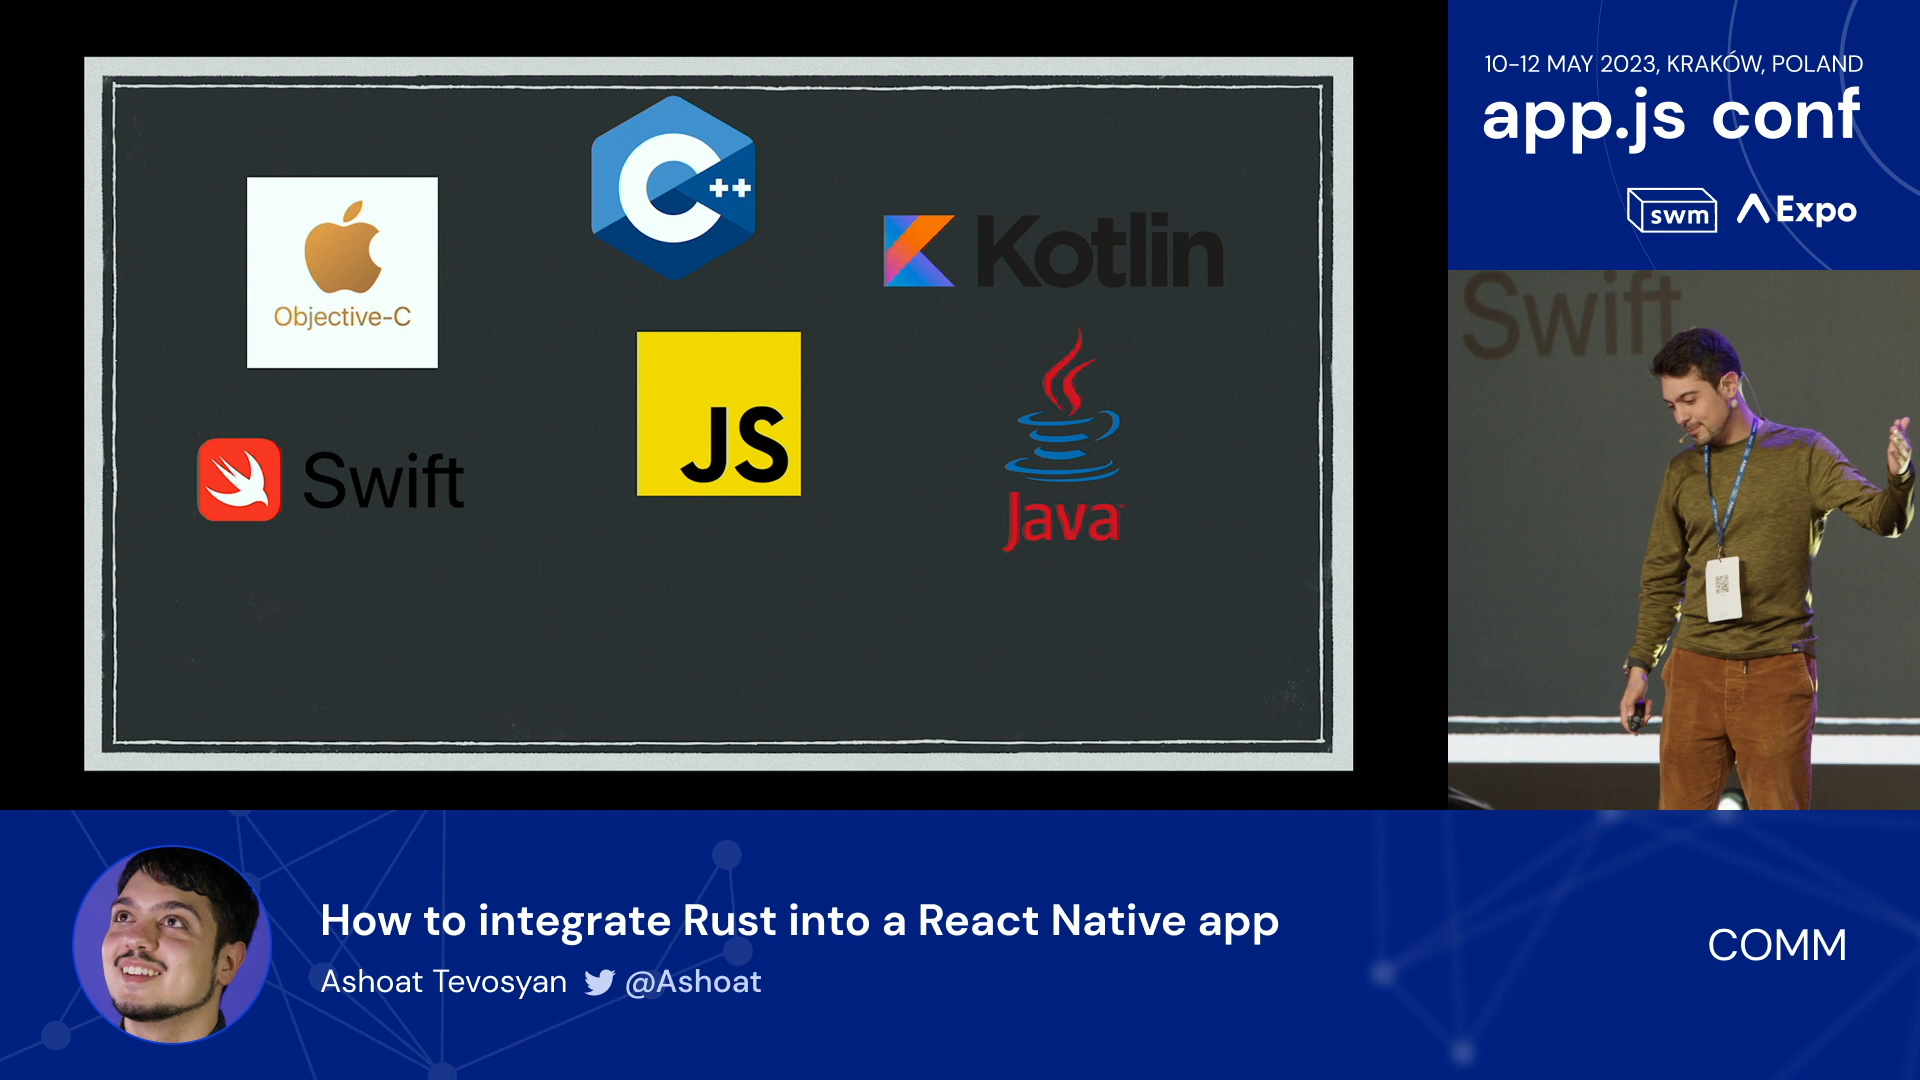 C++
Objective-C
Kotlin
JS
Swift
Java
10-12 MAY 2023, KRAKÓW, POLAND
app.js conf
swm
Expo
Swift
How to integrate Rust into a React Native app
Ashoat Tevosyan @Ashoat
COMM